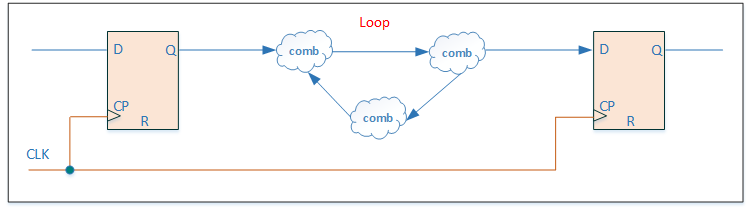 Loop
D Q comb comb D Q
comb
CP CP
R R
CLK